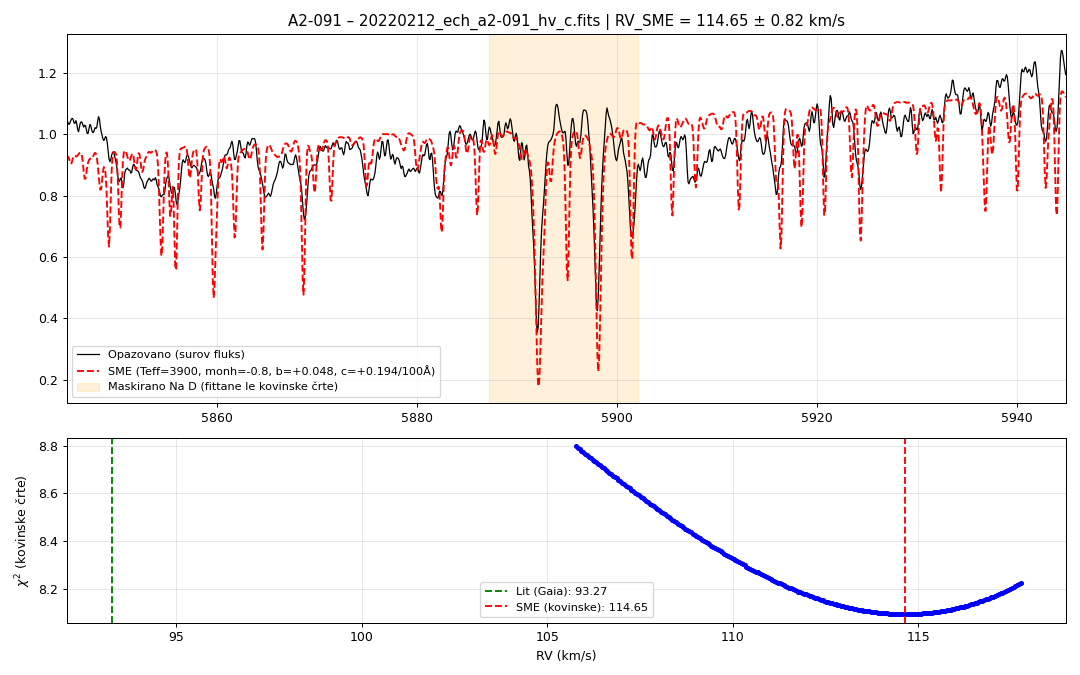 A2-091 – 20220212_ech_a2-091_hv_c.fits | RV_SME = 114.65 ± 0.82 km/s
1.2
1.0
0.8
0.6
0.4
0.2
Opazovano (surov fluks)
SME (Teff=3900, monh=-0.8, b=+0.048, c=+0.194/100Å)
Maskirano Na D (fittane le kovinske črte)
5860 5880 5900 5920 5940
8.8
8.6
8.4
8.2
χ² (kovinske črte)
Lit (Gaia): 93.27
SME (kovinske): 114.65
95 100 105 110 115
RV (km/s)